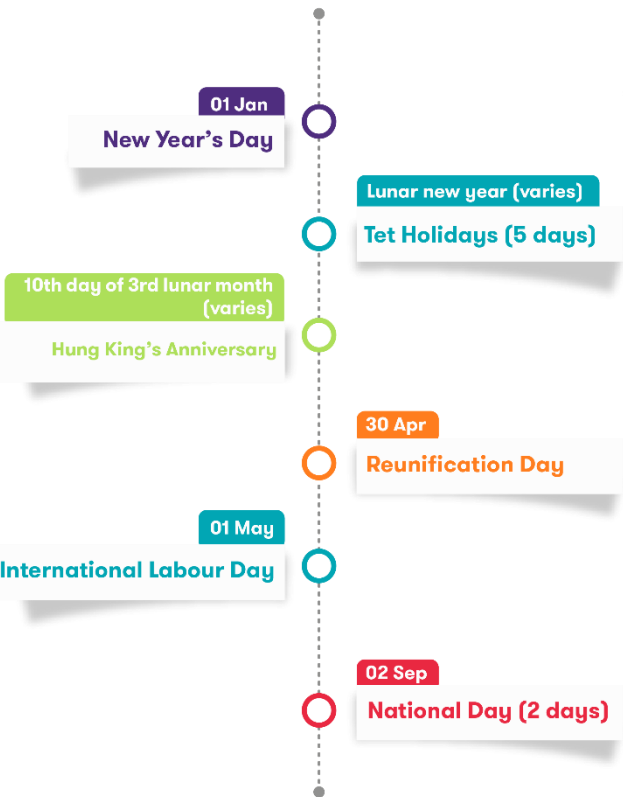 01 Jan
New Year's Day
Lunar new year (varies)
Tet Holidays (5 days)
10th day of 3rd lunar month
(varies)
Hung King's Anniversary
30 Apr
Reunification Day
01 May
International Labour Day
02 Sep
National Day (2 days)